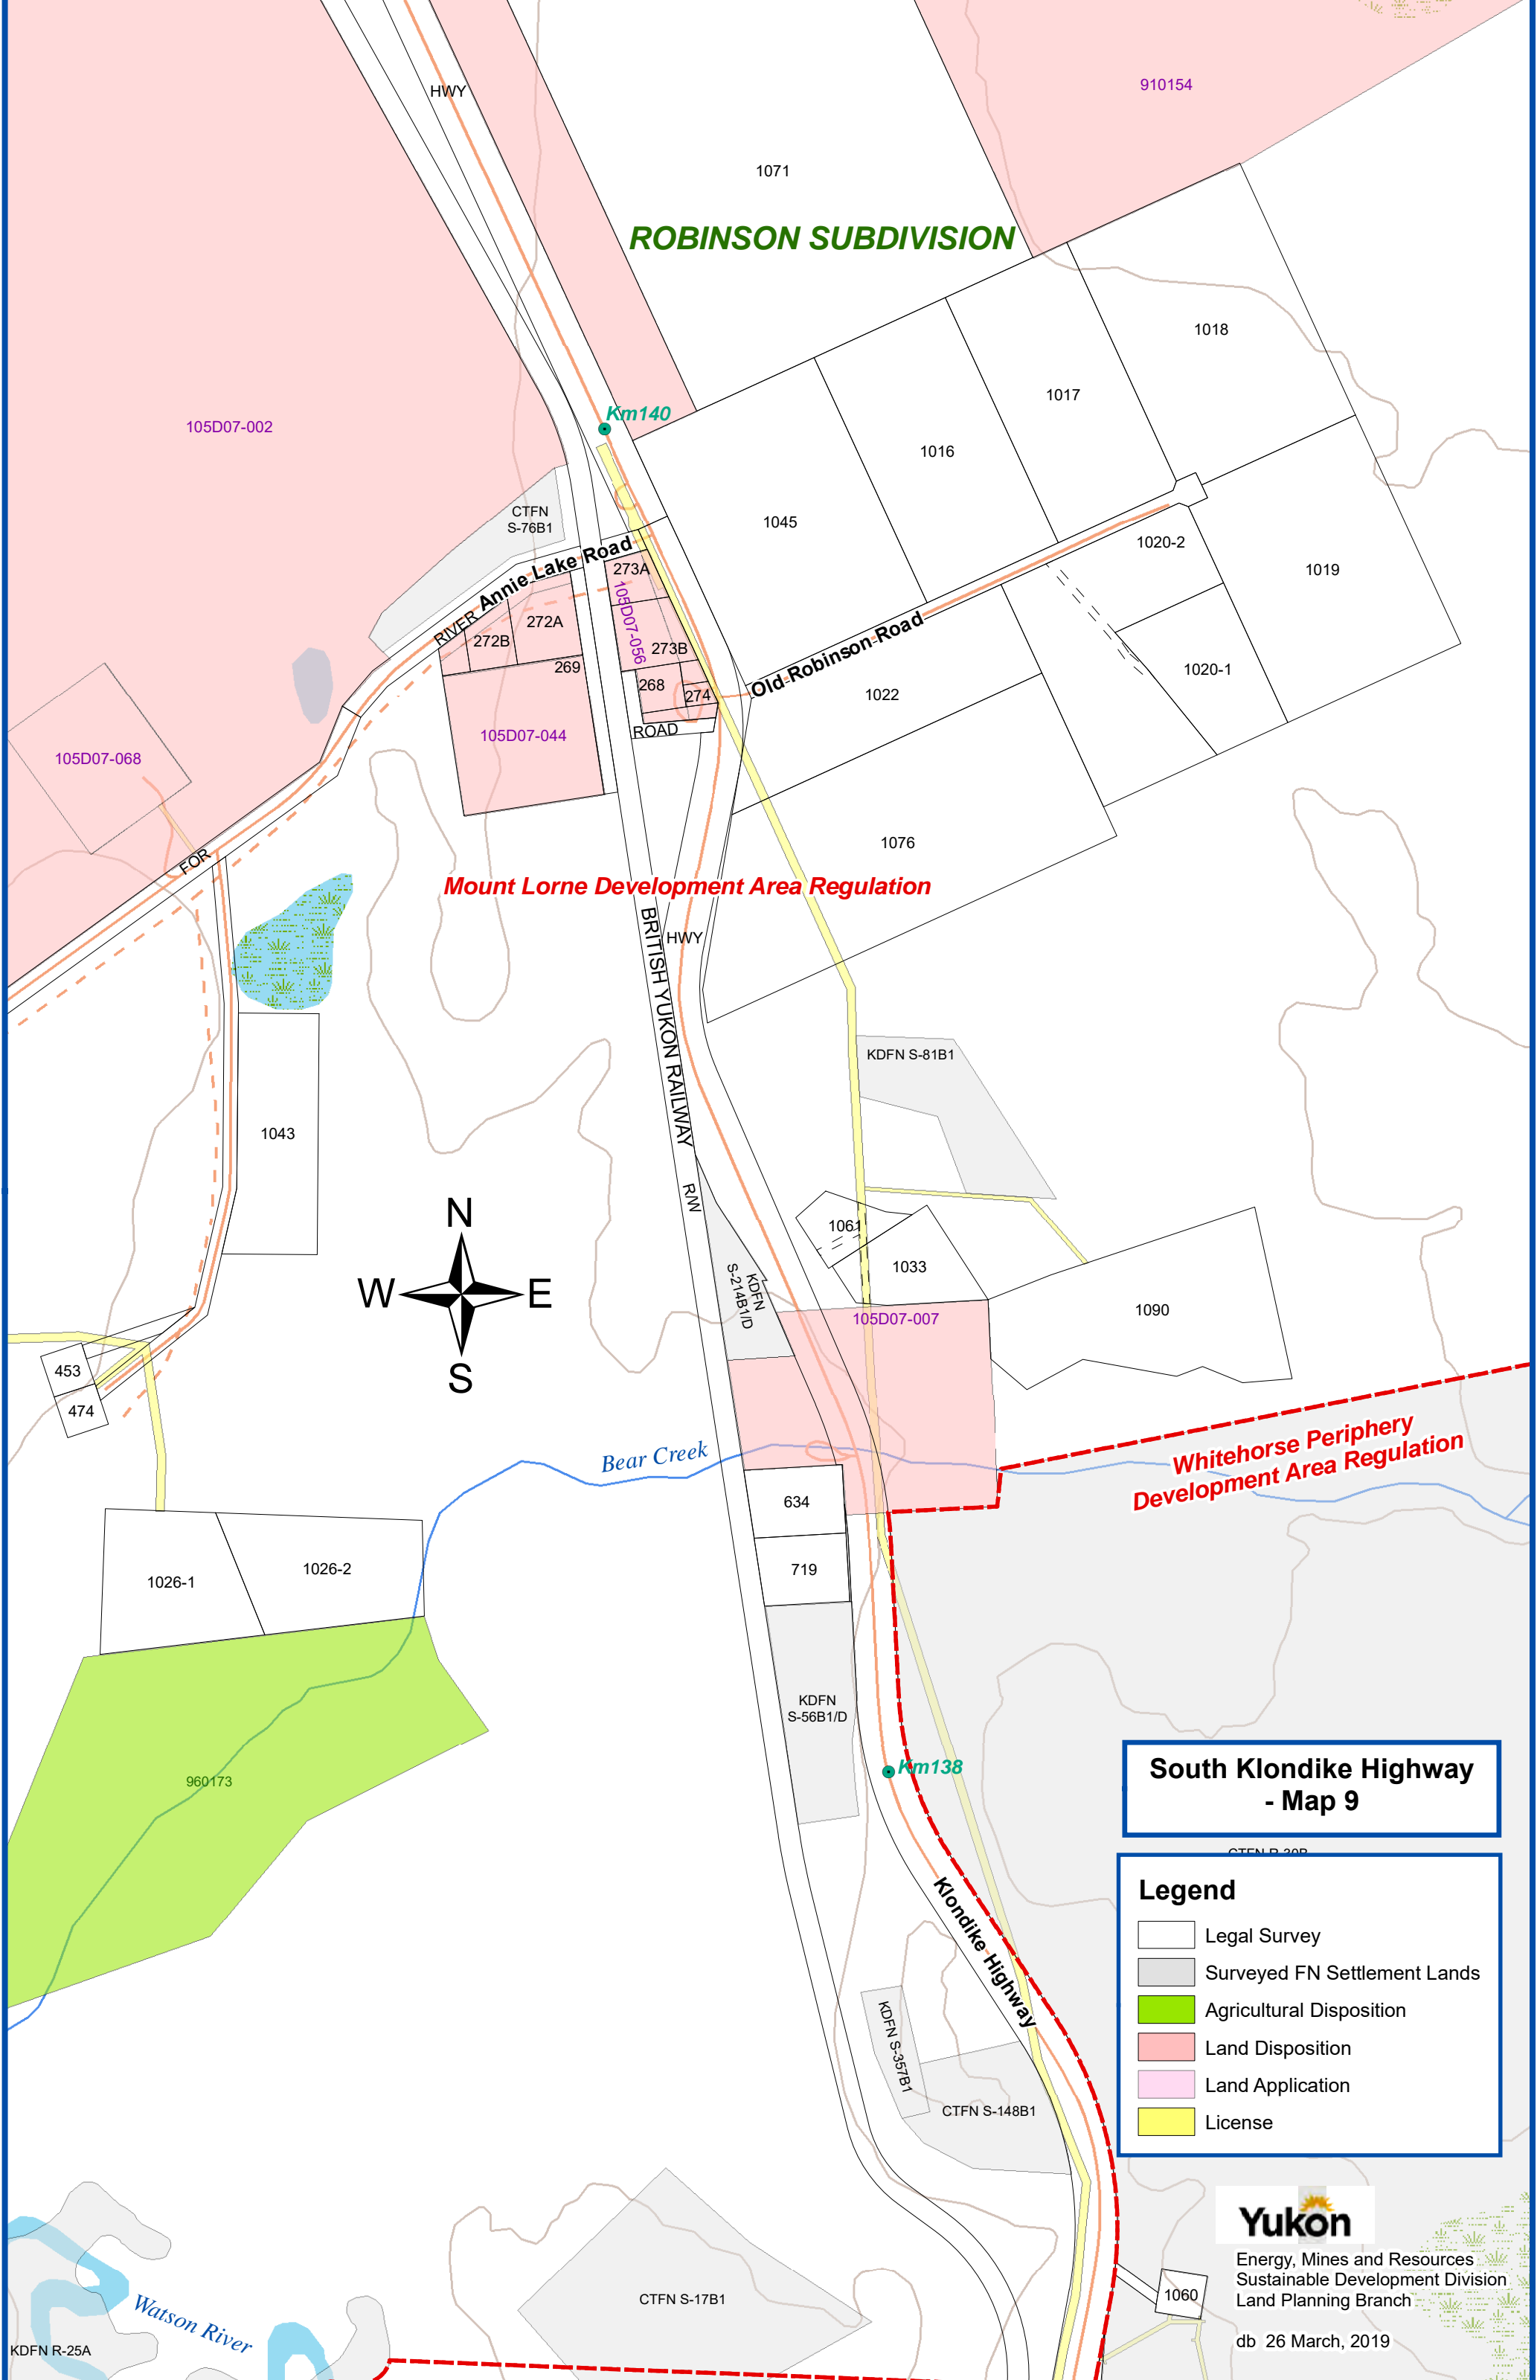 HWY
910154
1071
ROBINSON SUBDIVISION
1018
1017
105D07-002
Km140
1016
CTFN
S-76B1
1045
1020-2
Annie Lake Road
273A
1019
105D07-056
RIVER
272A
272B
Old Robinson Road
273B
269
1020-1
268
274
1022
ROAD
105D07-044
105D07-068
1076
FOR
Mount Lorne Development Area Regulation
HWY
BRITISH YUKON RAILWAY
KDFN S-81B1
1043
R/W
N
W
E
S
1061
1033
KDFN
S-214B1/D
1090
105D07-007
453
474
Whitehorse Periphery
Development Area Regulation
Bear Creek
634
719
1026-2
1026-1
KDFN
S-56B1/D
960173
Km138
South Klondike Highway
- Map 9
CTFN R-30B
Klondike Highway
Legend
Legal Survey
Surveyed FN Settlement Lands
Agricultural Disposition
Land Disposition
Land Application
License
KDFN S-357B1
CTFN S-148B1
Yukon
Energy, Mines and Resources
Sustainable Development Division
Land Planning Branch
db 26 March, 2019
1060
CTFN S-17B1
Watson River
KDFN R-25A